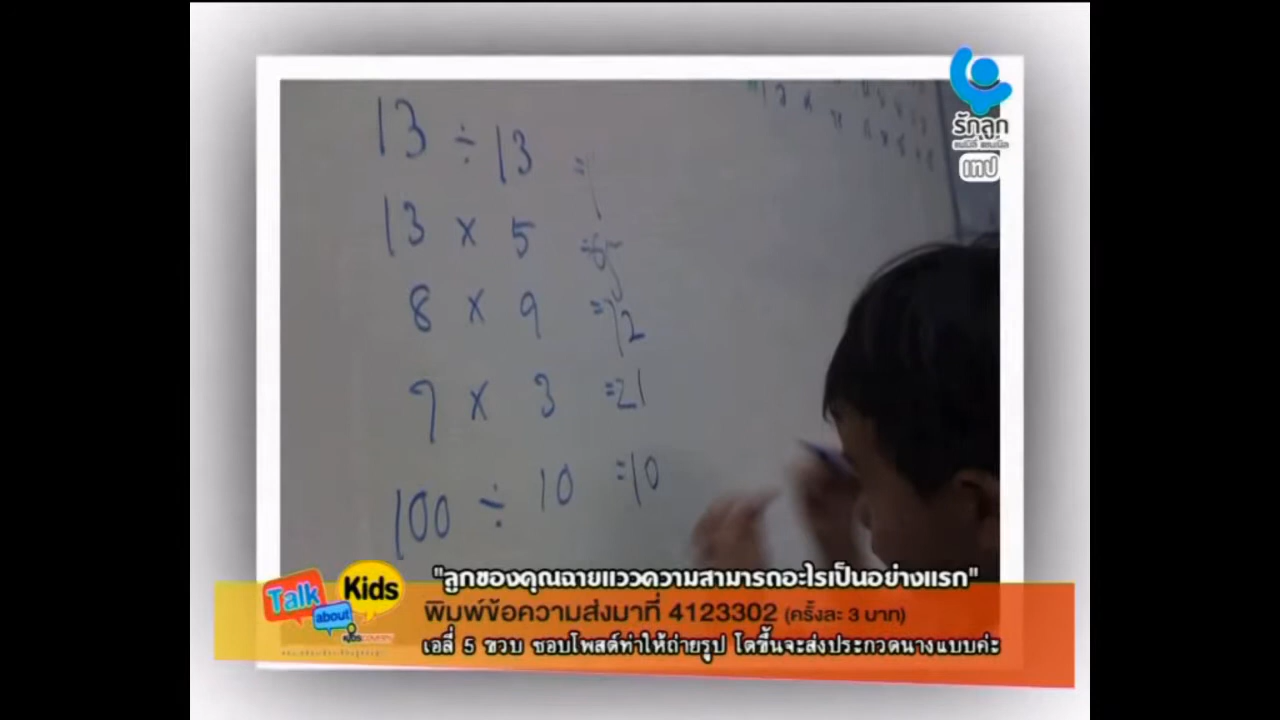 13 ÷ 13 = 1
13 × 5 = 65
8 × 9 = 72
7 × 3 = 21
100 ÷ 10 = 10
รักลูก
เทป
Talk about Kids
"ลูกของคุณฉายแววความสามารถอะไรเป็นอย่างแรก"
พิมพ์ข้อความส่งมาที่ 4123302 (ครั้งละ 3 บาท)
เอลี่ 5 ขวบ ชอบโพสต์ท่าให้ถ่ายรูป โตขึ้นจะส่งประกวดนางแบบค่ะ